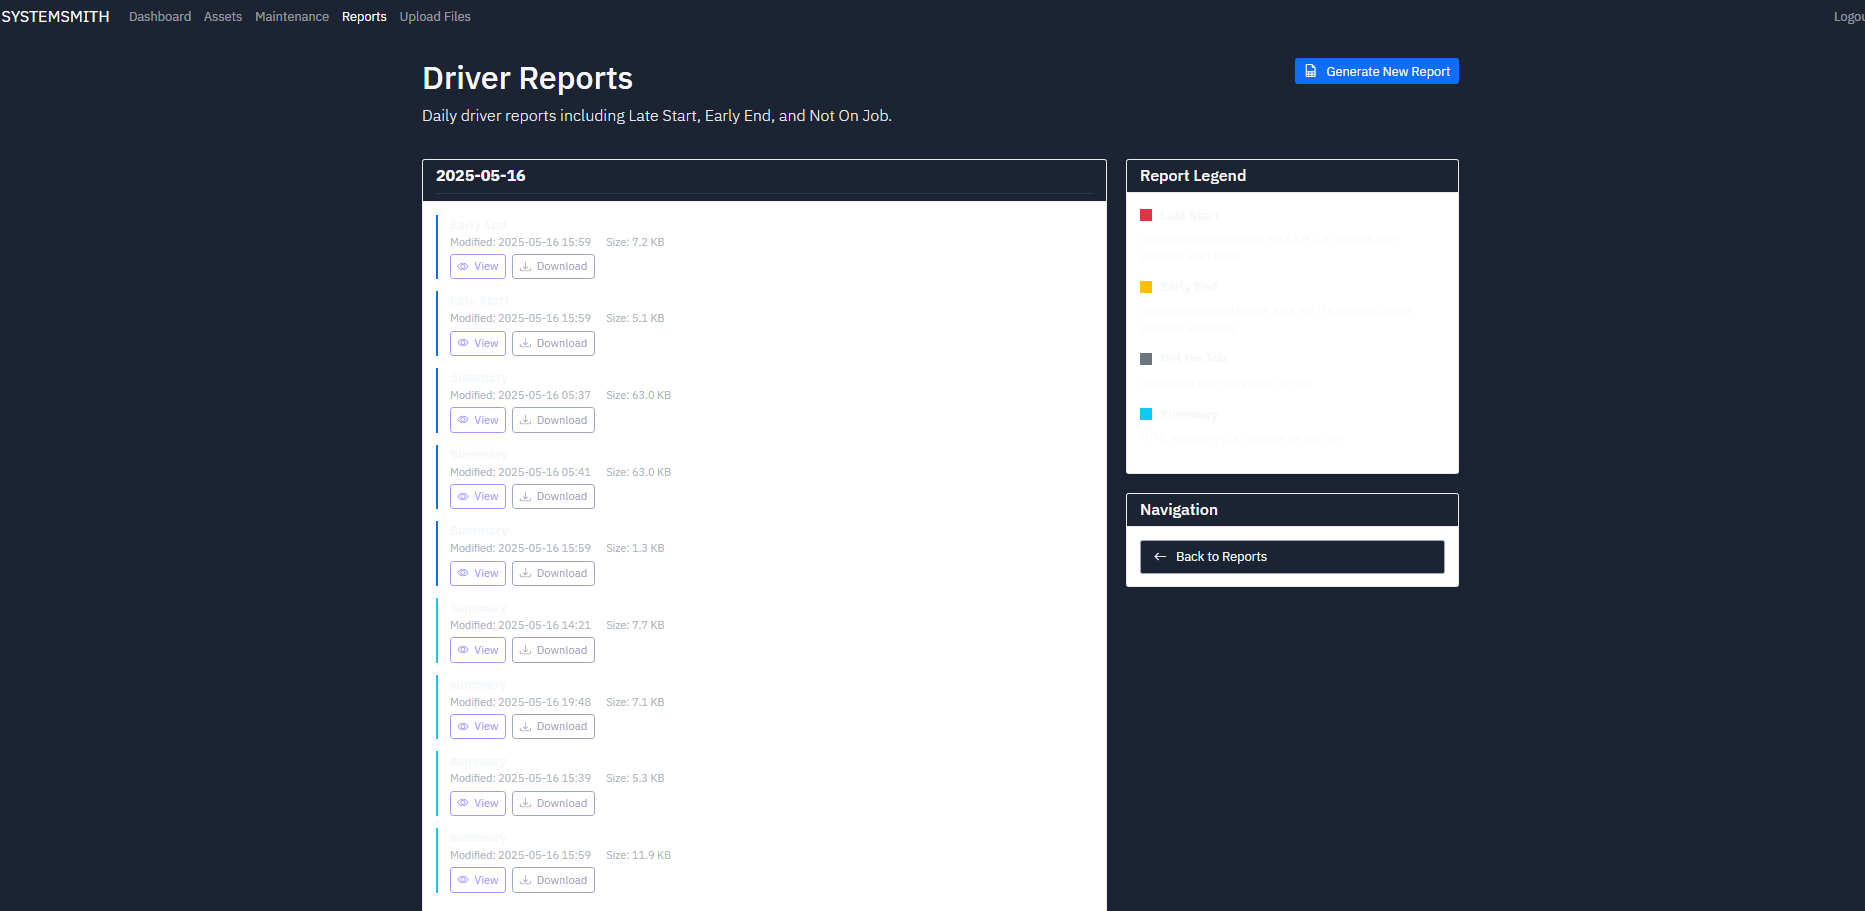 SYSTEMSMITH Dashboard Assets Maintenance Reports Upload Files Logou
Driver Reports
Generate New Report
Daily driver reports including Late Start, Early End, and Not On Job.
2025-05-16
Early End
Modified: 2025-05-16 15:59 Size: 7.2 KB
View Download
Late Start
Modified: 2025-05-16 15:59 Size: 5.1 KB
View Download
Summary
Modified: 2025-05-16 05:37 Size: 63.0 KB
View Download
Summary
Modified: 2025-05-16 05:41 Size: 63.0 KB
View Download
Summary
Modified: 2025-05-16 15:59 Size: 1.3 KB
View Download
summary
Modified: 2025-05-16 14:21 Size: 7.7 KB
View Download
summary
Modified: 2025-05-16 19:48 Size: 7.1 KB
View Download
summary
Modified: 2025-05-16 15:39 Size: 5.3 KB
View Download
summary
Modified: 2025-05-16 15:59 Size: 11.9 KB
View Download
Report Legend
Late Start
Early End
Not On Job
Summary
Navigation
Back to Reports